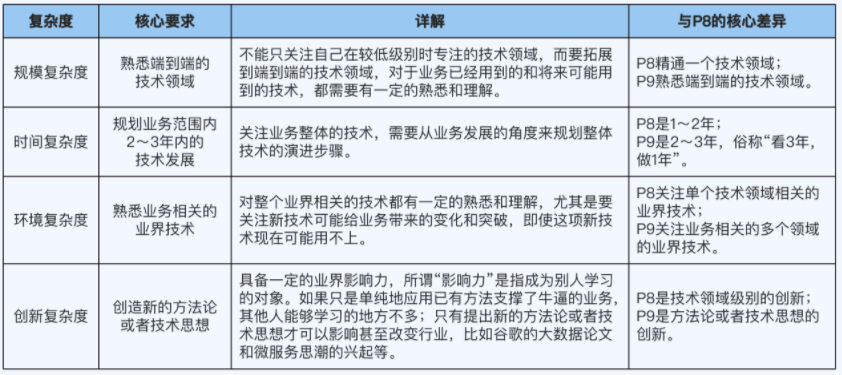 复杂度 核心要求 详解 与P8的核心差异
规模复杂度
熟悉端到端的
技术领域
不能只关注自己在较低级别时专注的技术领域，而要拓展
到端到端的技术领域，对于业务已经用到的和将来可能用
到的技术，都需要有一定的熟悉和理解。
P8精通一个技术领域；
P9熟悉端到端的技术领域。
时间复杂度
规划业务范围内
2～3年内的
技术发展
关注业务整体的技术，需要从业务发展的角度来规划整体
技术的演进步骤。
P8是1～2年；
P9是2～3年，俗称“看3年，
做1年”。
环境复杂度
熟悉业务相关的
业界技术
对整个业界相关的技术都有一定的熟悉和理解，尤其是要
关注新技术可能给业务带来的变化和突破，即使这项新技
术现在可能用不上。
P8关注单个技术领域相关的
业界技术；
P9关注业务相关的多个领域
的业界技术。
创新复杂度
创造新的方法论
或者技术思想
具备一定的业界影响力，所谓“影响力”是指成为别人学习
的对象。如果只是单纯地应用已有方法支撑了牛逼的业务，
其他人能够学习的地方不多；只有提出新的方法论或者技
术思想才可以影响甚至改变行业，比如谷歌的大数据论文
和微服务思潮的兴起等。
P8是技术领域级别的创新；
P9是方法论或者技术思想的
创新。